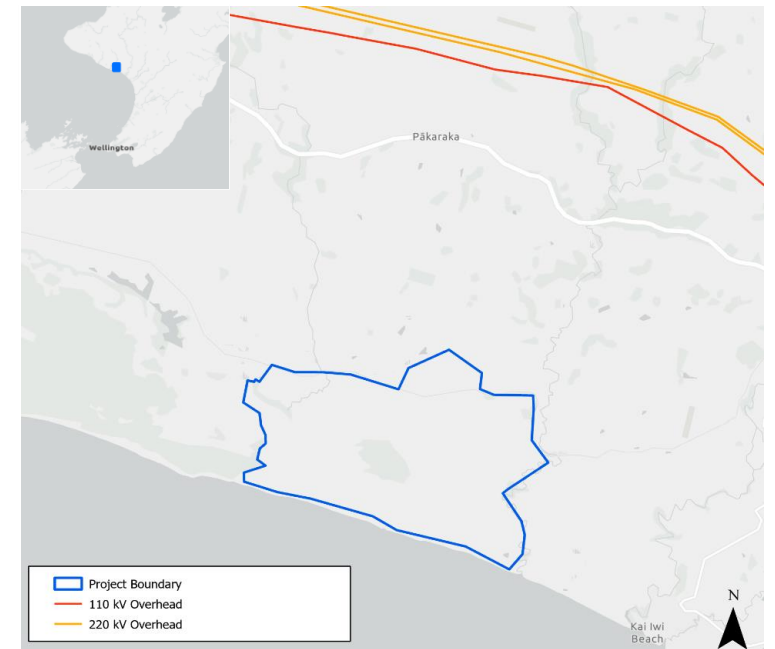 Wellington
Pākaraka
Project Boundary
110 kV Overhead
220 kV Overhead
N
Kai Iwi
Beach